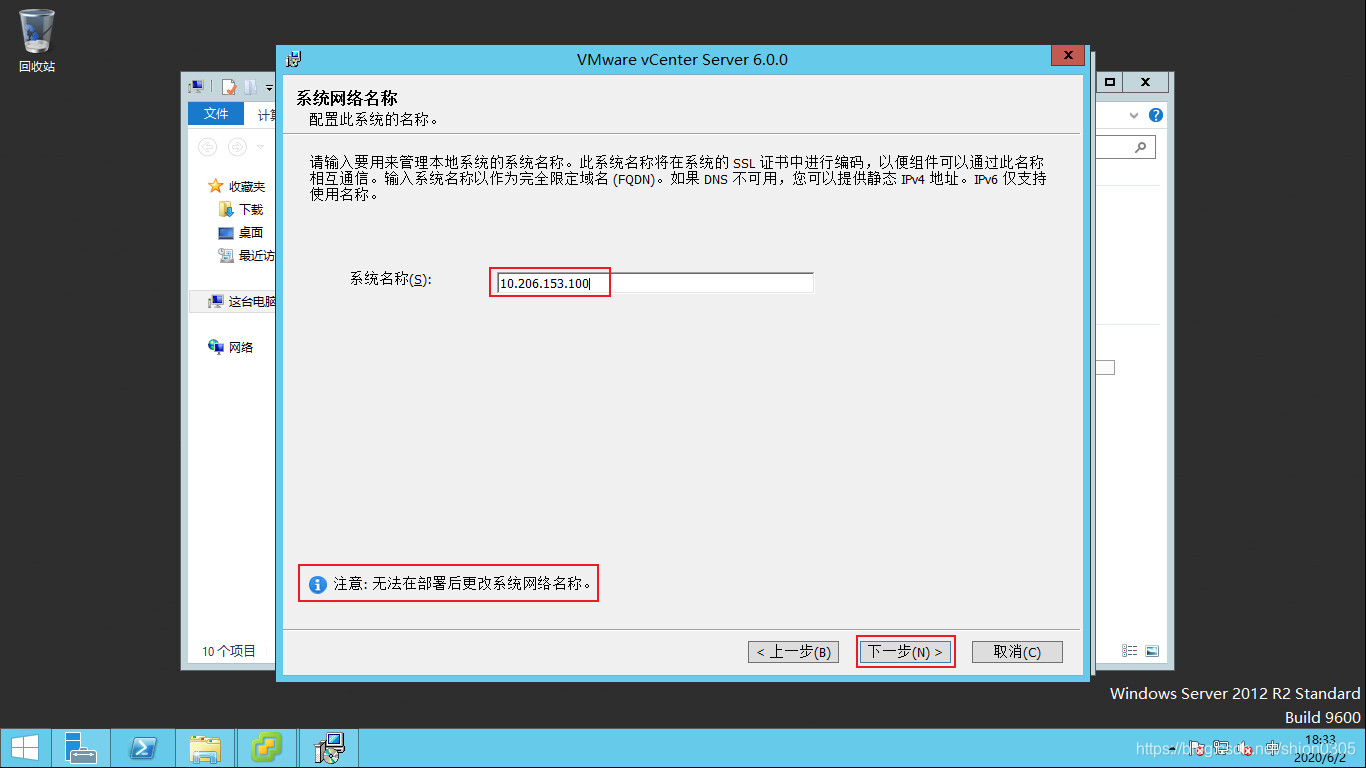 回收站
VMware vCenter Server 6.0.0
文件
系统网络名称
配置此系统的名称。
请输入要用来管理本地系统的系统名称。此系统名称将在系统的 SSL 证书中进行编码，以便组件可以通过此名称
相互通信。输入系统名称以作为完全限定域名 (FQDN)。如果 DNS 不可用，您可以提供静态 IPv4 地址。IPv6 仅支持
使用名称。
收藏夹
下载
桌面
最近访
这台电脑
网络
系统名称(S):
10.206.153.100
注意: 无法在部署后更改系统网络名称。
< 上一步(B)
下一步(N) >
取消(C)
10 个项目
Windows Server 2012 R2 Standard
Build 9600
中
18:33
2020/6/2